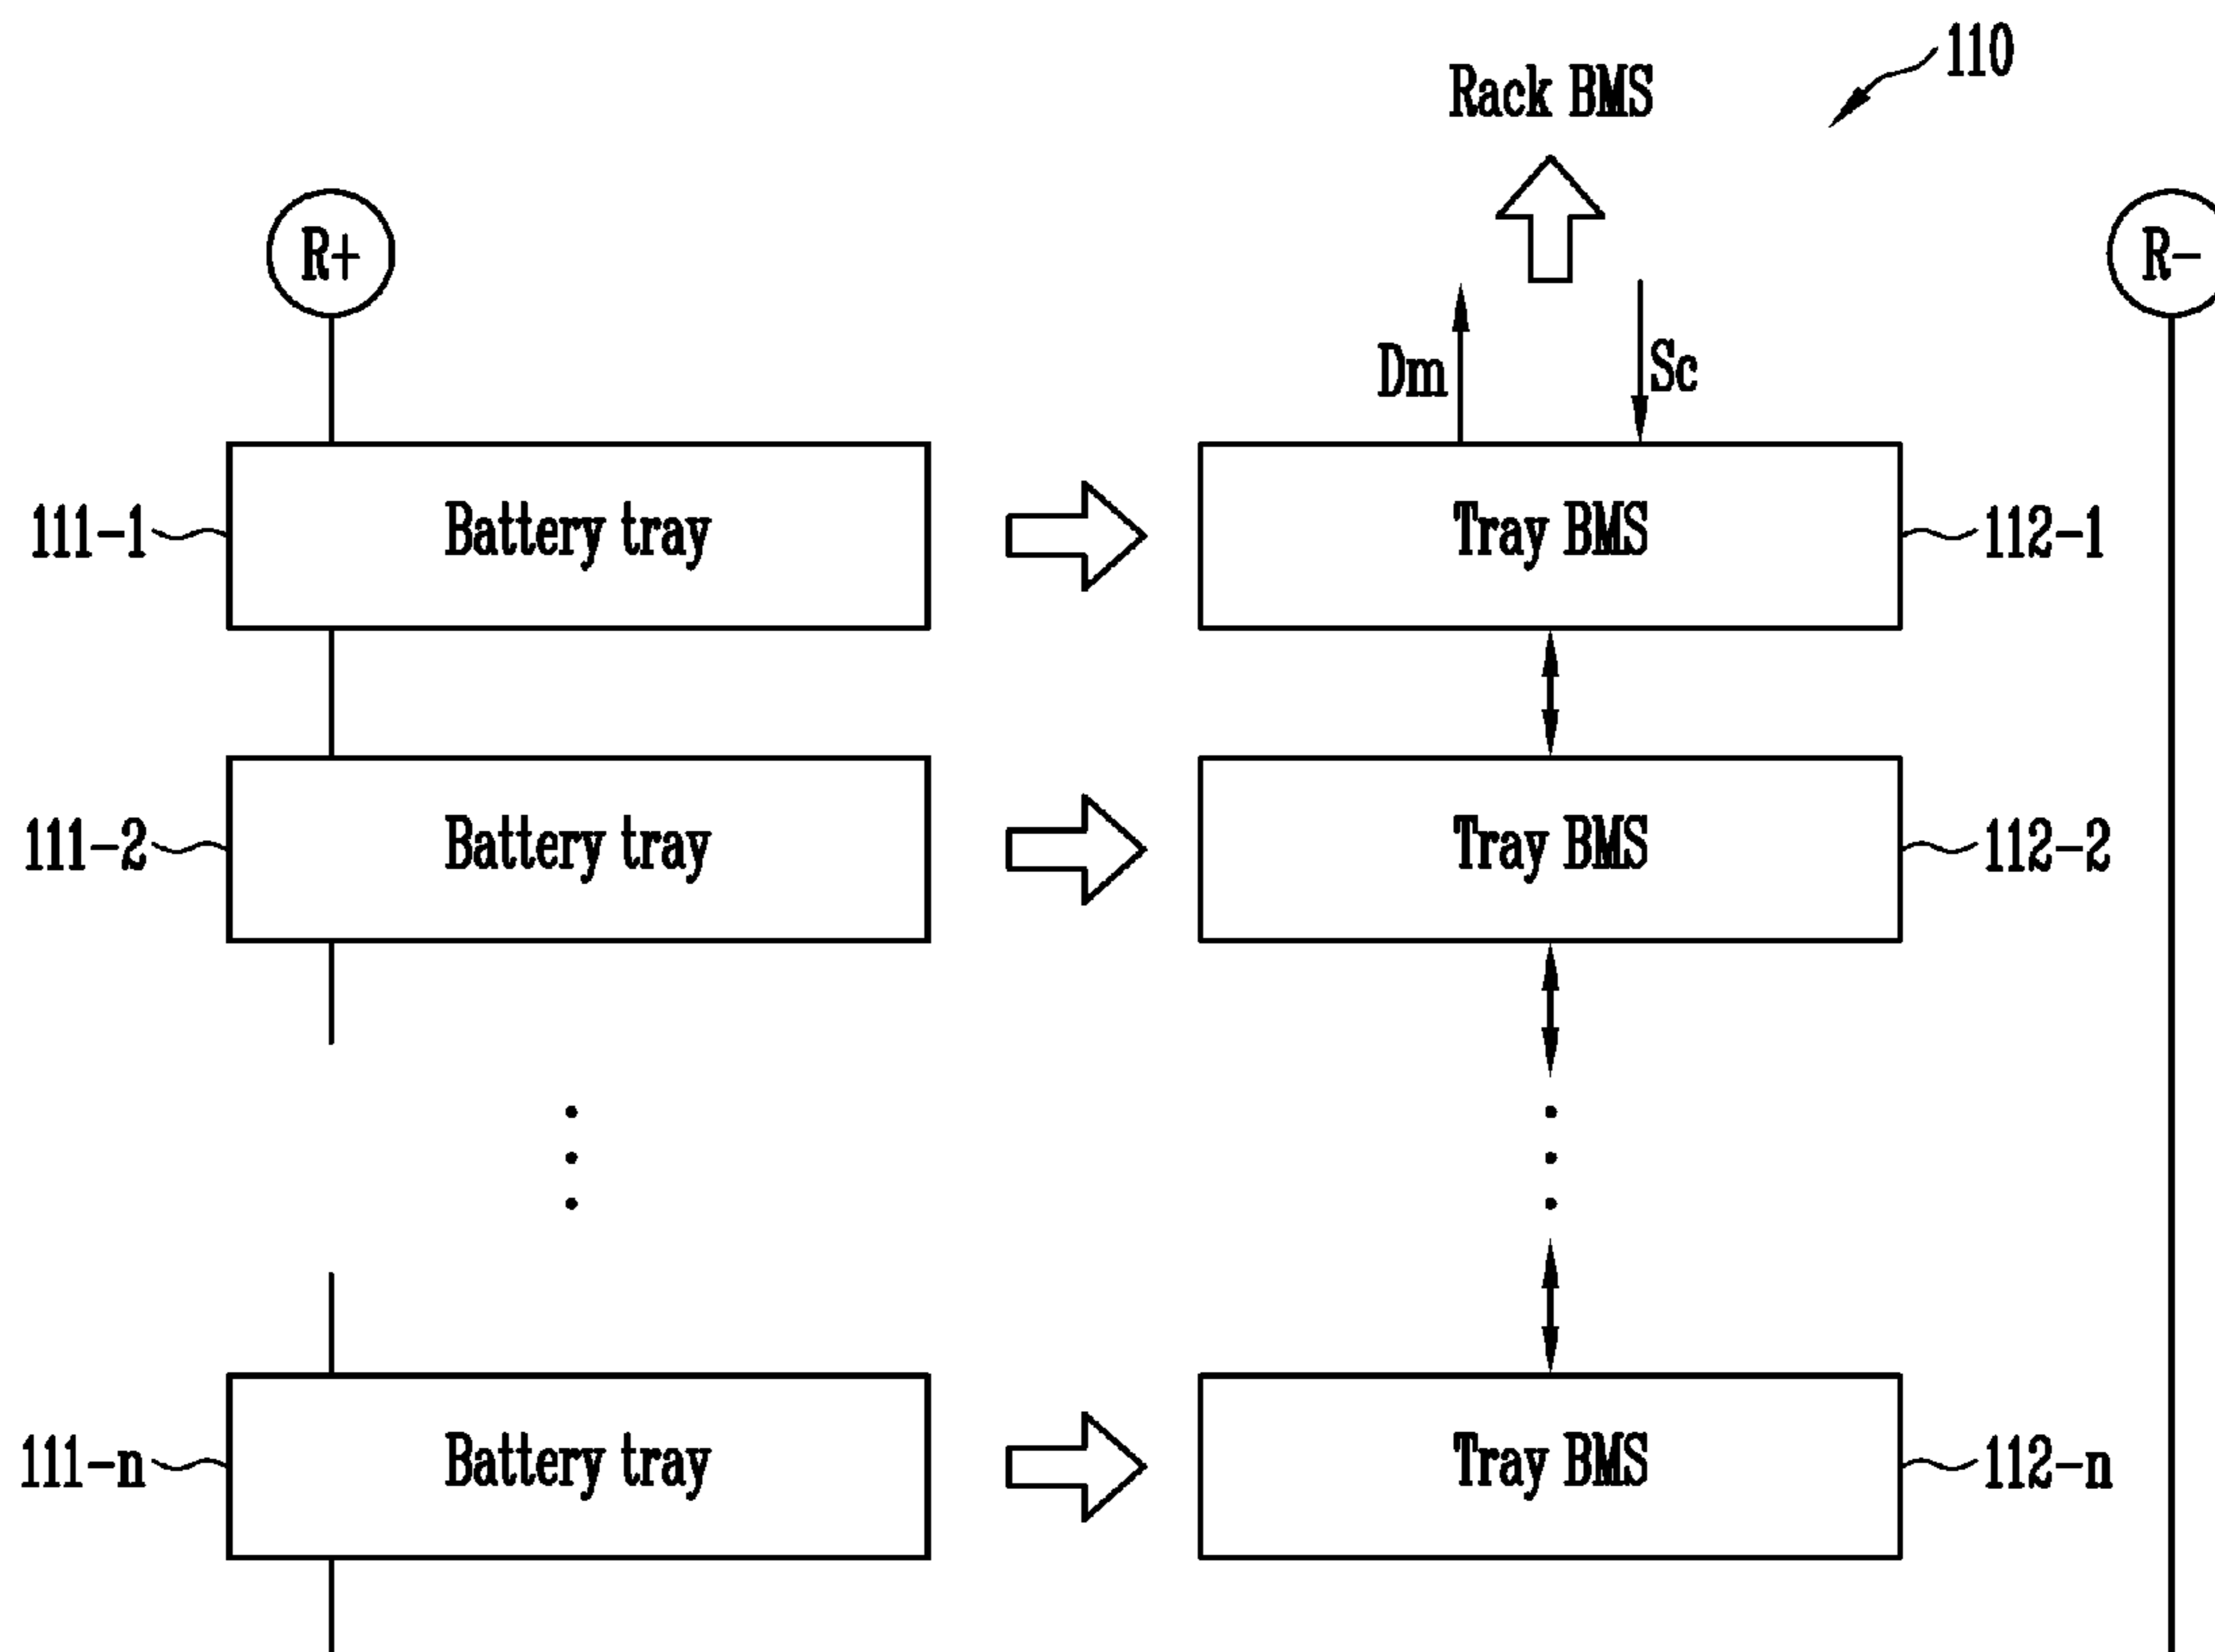 110
Rack BMS
R+
R-
Dm
Sc
111-1
Battery tray
Tray BMS
112-1
111-2
Battery tray
Tray BMS
112-2
111-n
Battery tray
Tray BMS
112-n